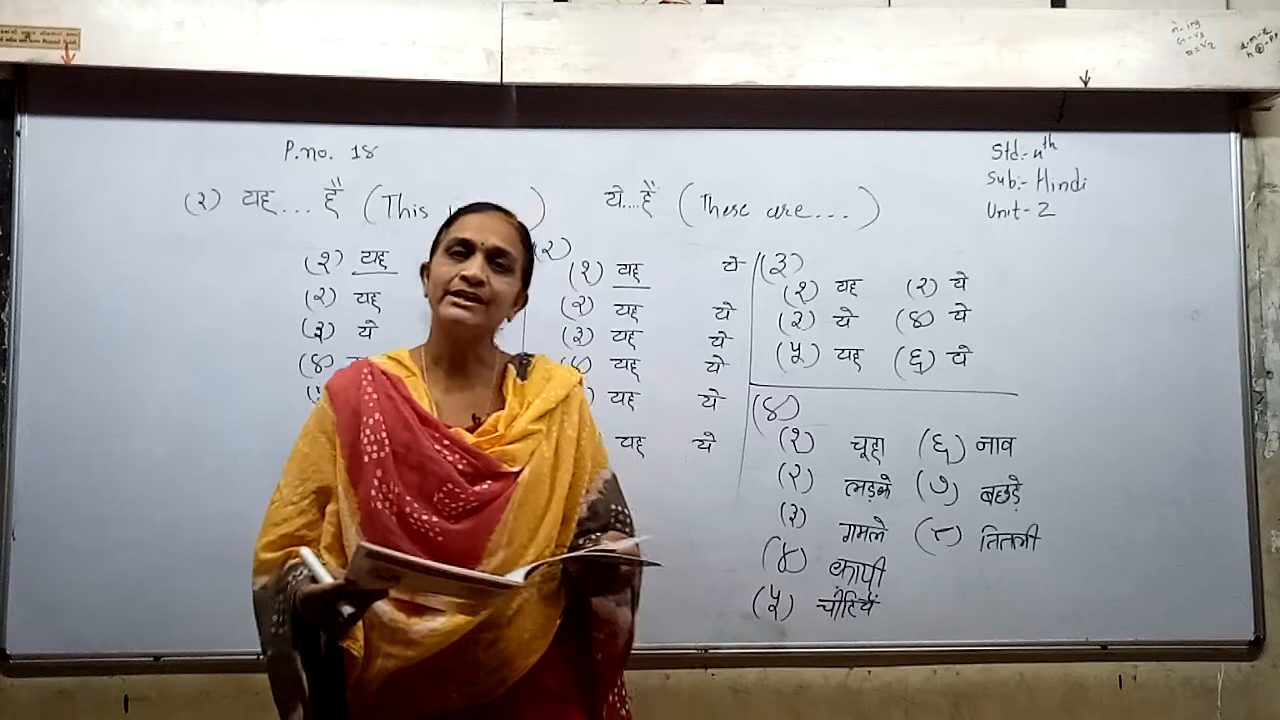 P.no. 18
Std:- 4th
Sub:- Hindi
Unit- 2
(२) यह... है (This
)
ये....हैं (These are...)
(१) यह
(२) यह
(३) ये
(४)
(२)
(१) यह ये
(२) यह ये
(३) यह ये
यह ये
यह ये
यह ये
(३)
(१) यह (२) ये
(३) ये (४) ये
(५) यह (६) ये
(४)
(१) चूहा (६) नाव
(२) लड़के (७) बछड़े
(३) गमले (८) तितली
(४) कापी
(५) चींटियें